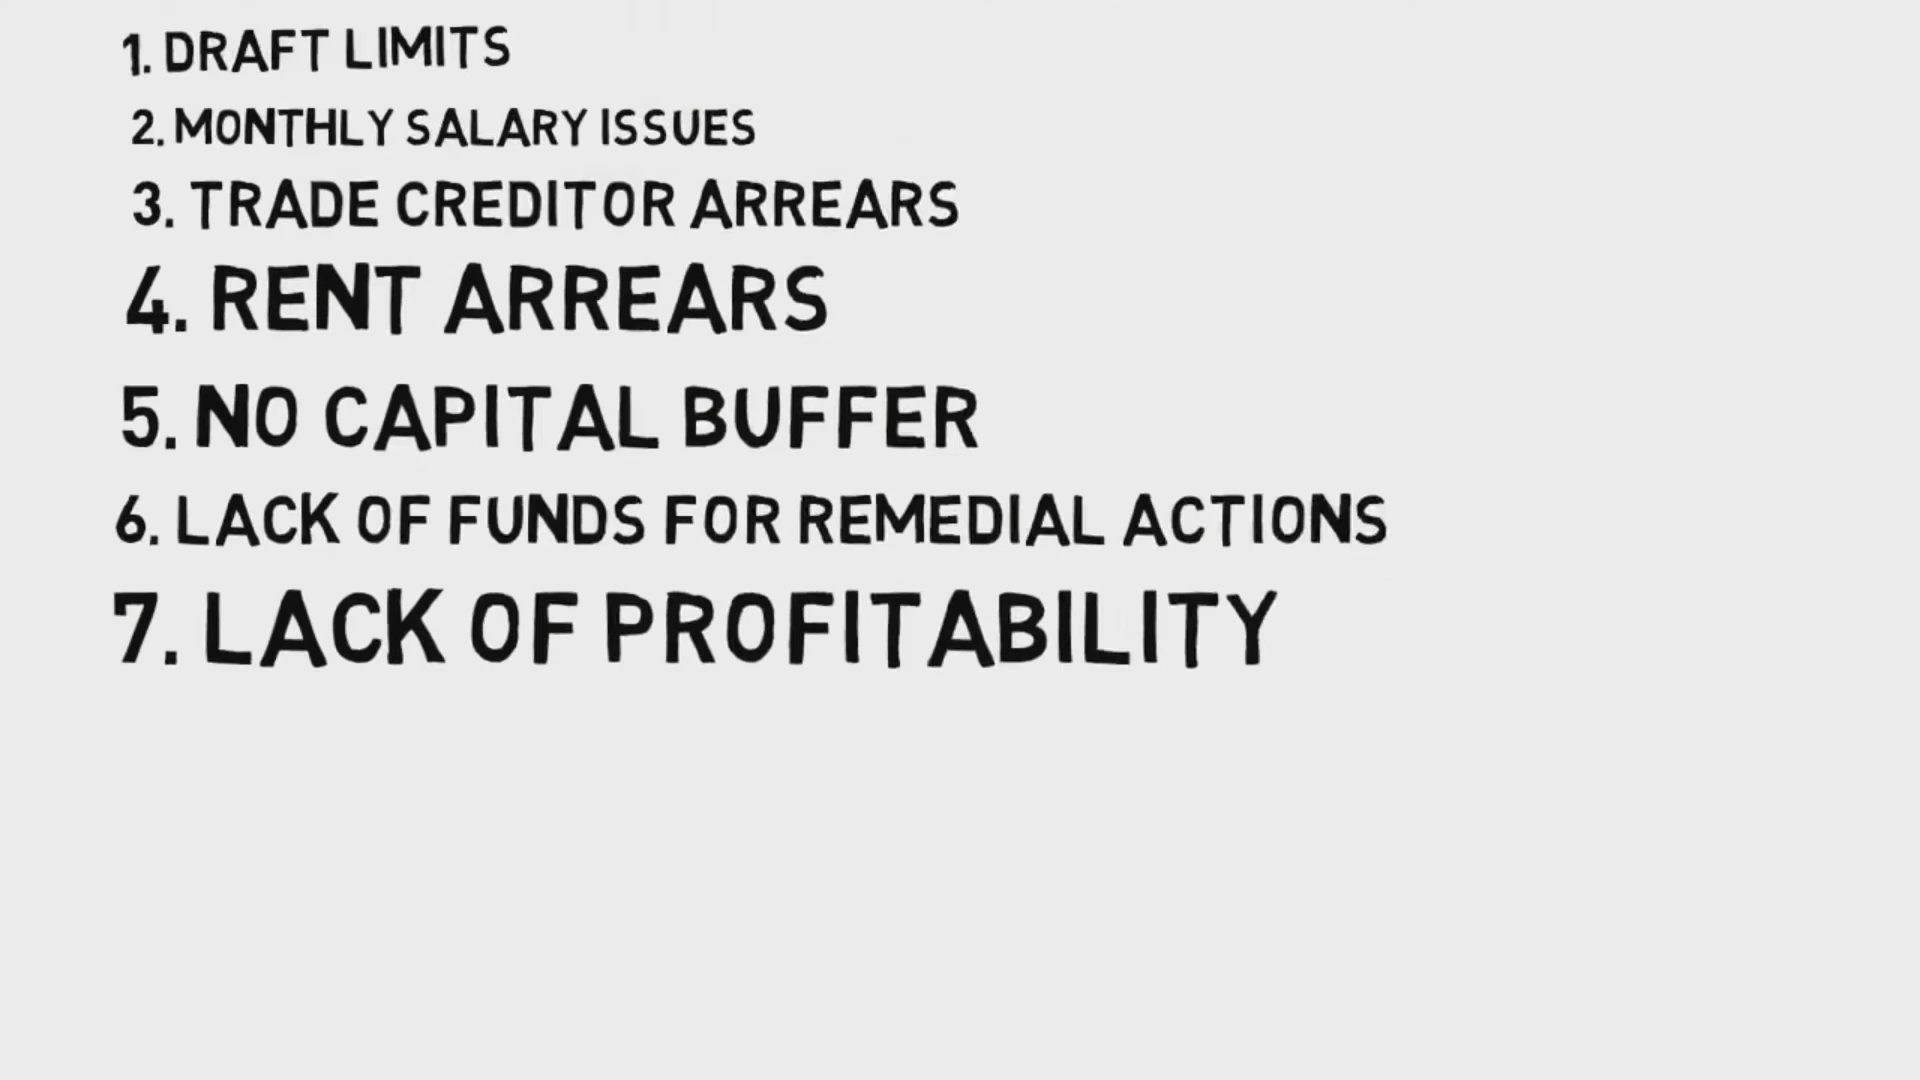 1. DRAFT LIMITS
2. MONTHLY SALARY ISSUES
3. TRADE CREDITOR ARREARS
4. RENT ARREARS
5. NO CAPITAL BUFFER
6. LACK OF FUNDS FOR REMEDIAL ACTIONS
7. LACK OF PROFITABILITY